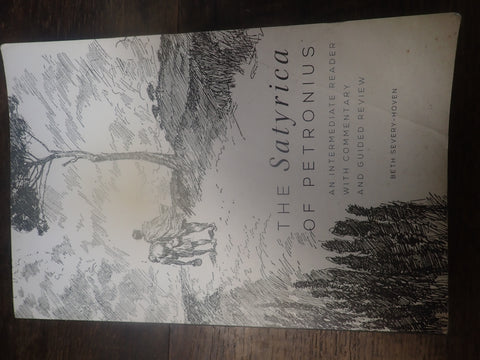 THE Satyrica
OF PETRONIUS
AN INTERMEDIATE READER
WITH COMMENTARY
AND GUIDED REVIEW
BETH SEVERY-HOVEN